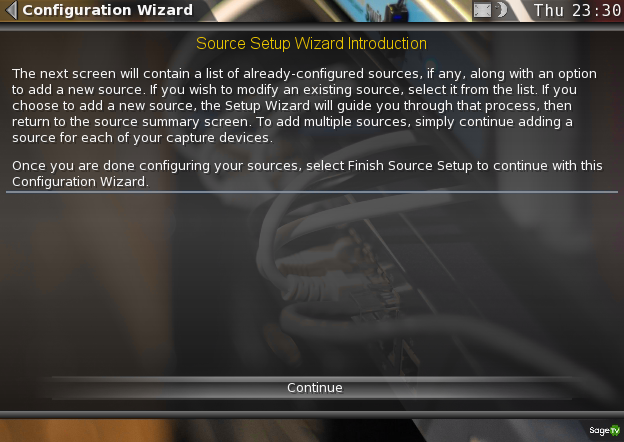 Configuration Wizard
Thu 23:30
Source Setup Wizard Introduction
The next screen will contain a list of already-configured sources, if any, along with an option
to add a new source. If you wish to modify an existing source, select it from the list. If you
choose to add a new source, the Setup Wizard will guide you through that process, then
return to the source summary screen. To add multiple sources, simply continue adding a
source for each of your capture devices.
Once you are done configuring your sources, select Finish Source Setup to continue with this
Configuration Wizard.
Continue
SageTV